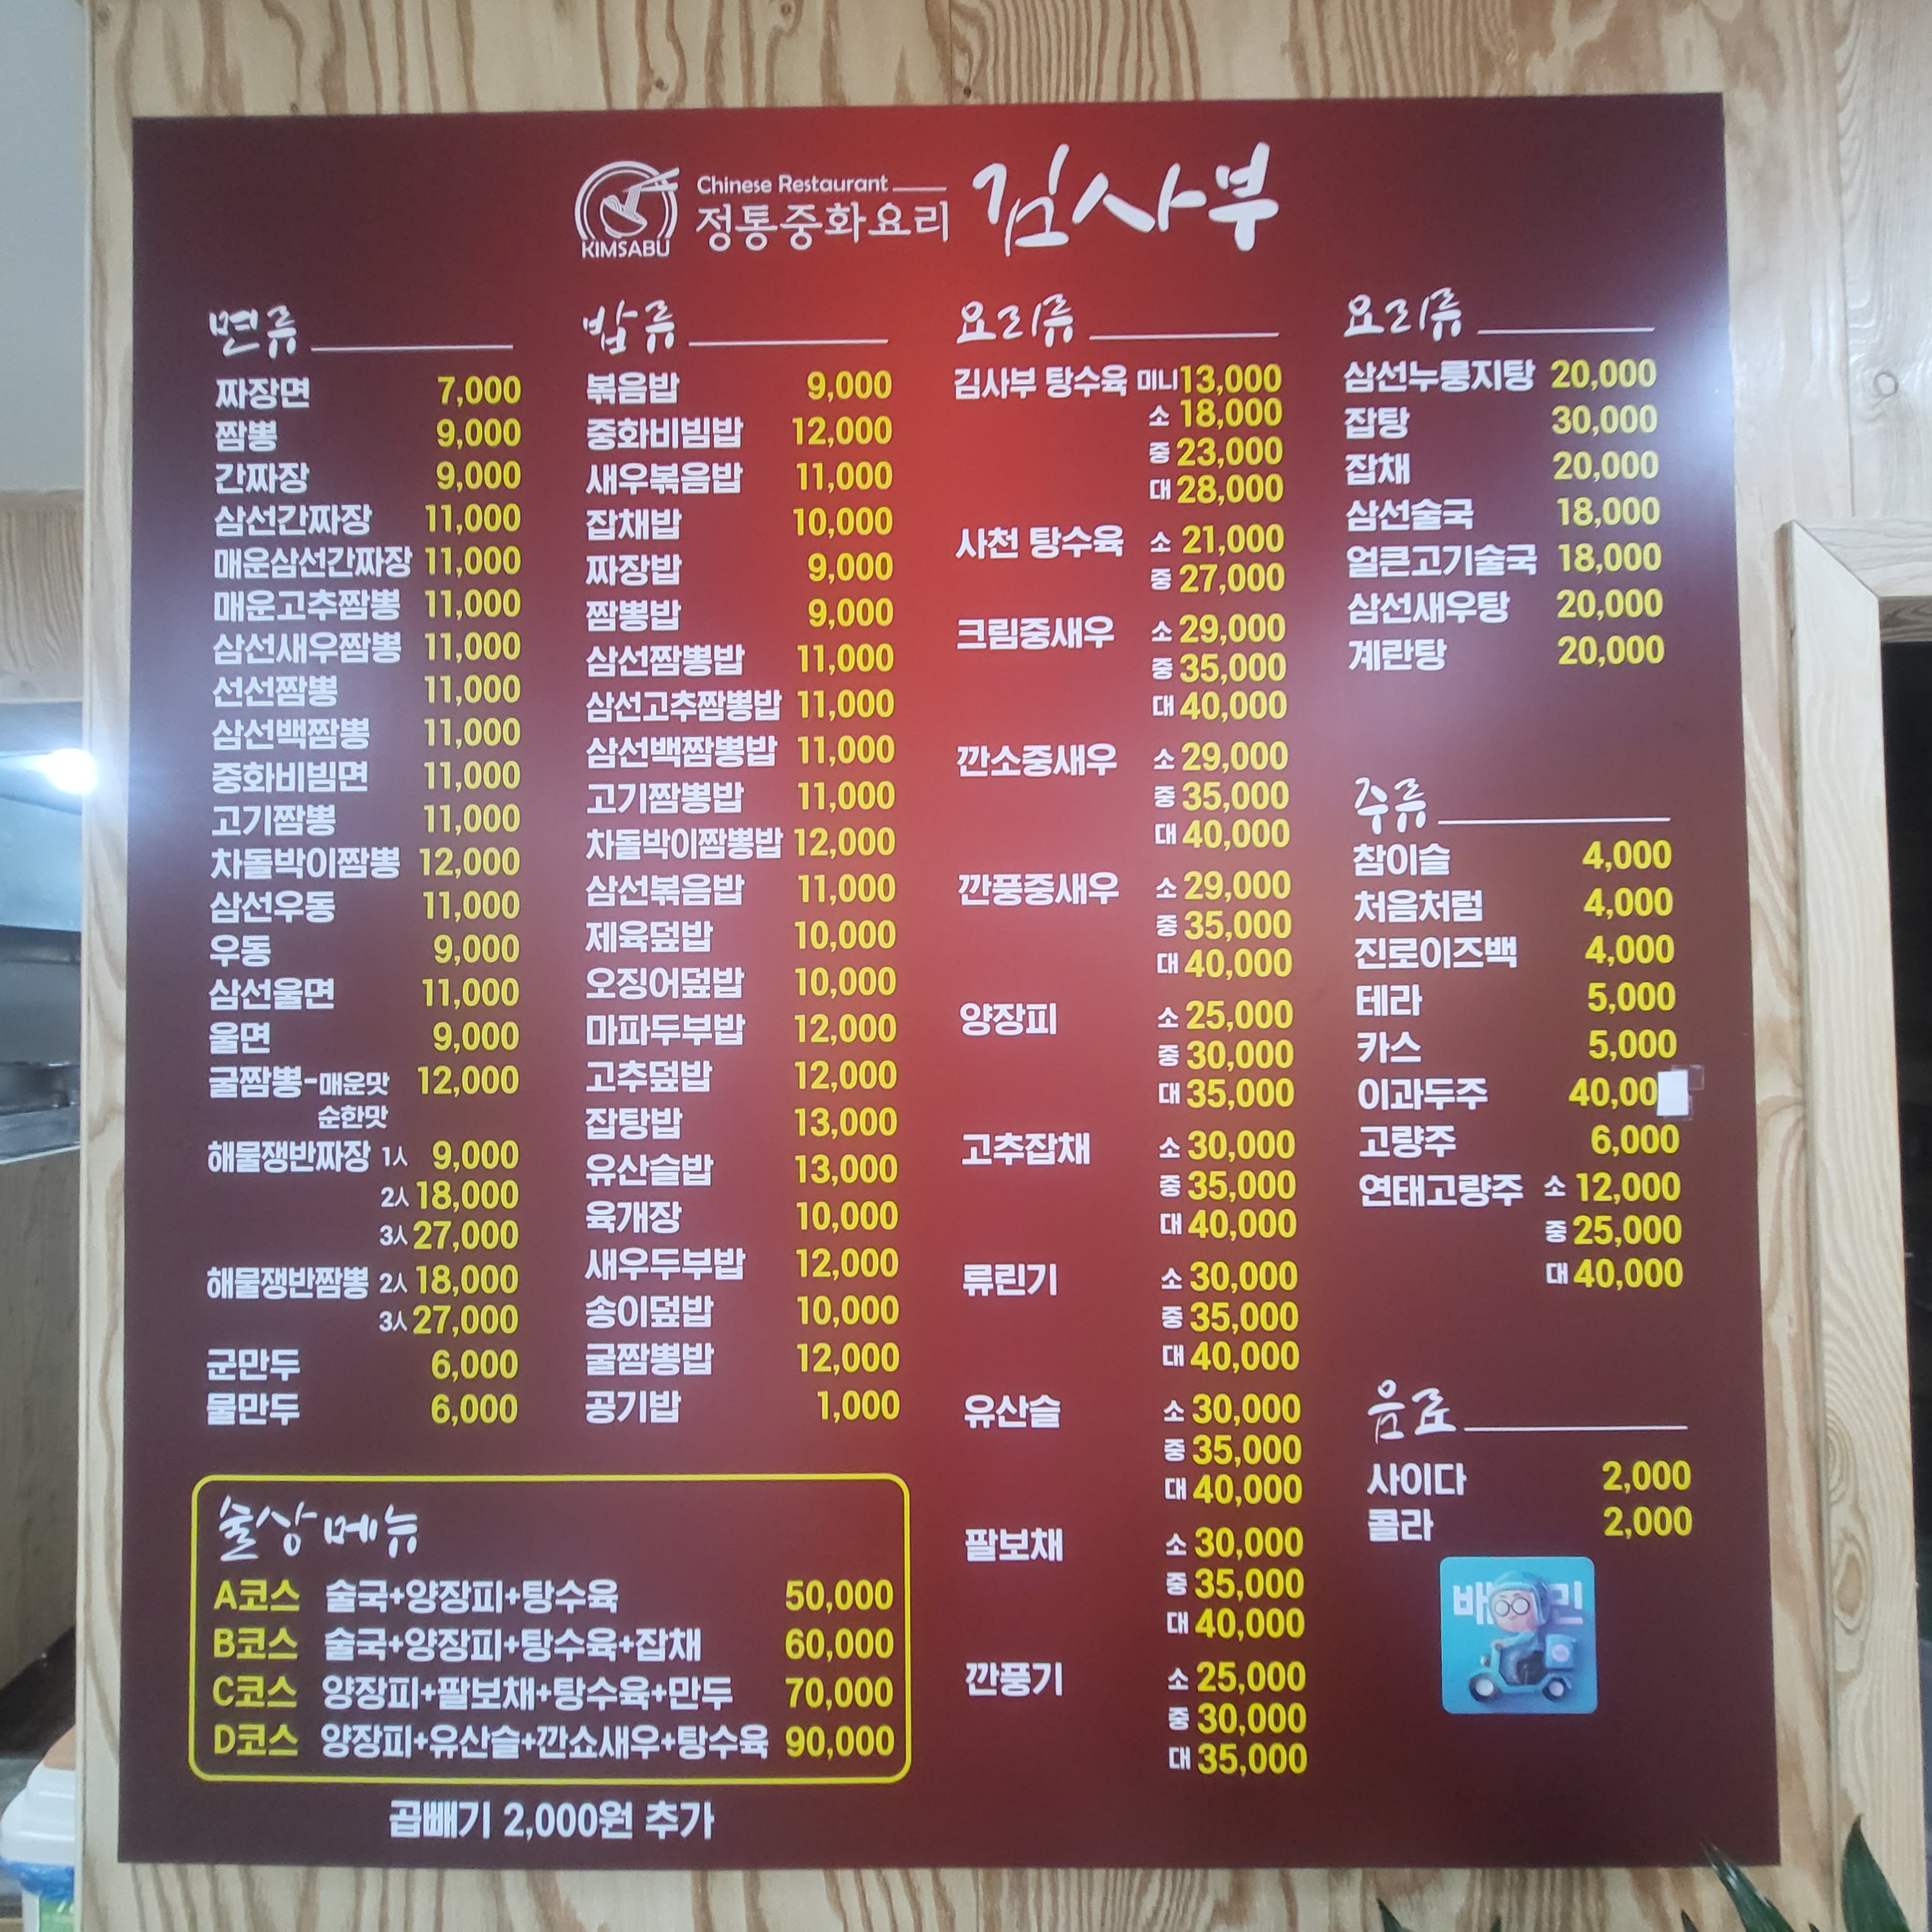 Chinese Restaurant
KIMSABU
정통중화요리 김사부
면류
짜장면 7,000
짬뽕 9,000
간짜장 9,000
삼선간짜장 11,000
매운삼선간짜장 11,000
매운고추짬뽕 11,000
삼선새우짬뽕 11,000
선선짬뽕 11,000
삼선백짬뽕 11,000
중화비빔면 11,000
고기짬뽕 11,000
차돌박이짬뽕 12,000
삼선우동 11,000
우동 9,000
삼선울면 11,000
울면 9,000
굴짬뽕-매운맛 12,000
순한맛
해물쟁반짜장 1人 9,000
2人 18,000
3人 27,000
해물쟁반짬뽕 2人 18,000
3人 27,000
군만두 6,000
물만두 6,000
밥류
볶음밥 9,000
중화비빔밥 12,000
새우볶음밥 11,000
잡채밥 10,000
짜장밥 9,000
짬뽕밥 9,000
삼선짬뽕밥 11,000
삼선고추짬뽕밥 11,000
삼선백짬뽕밥 11,000
고기짬뽕밥 11,000
차돌박이짬뽕밥 12,000
삼선볶음밥 11,000
제육덮밥 10,000
오징어덮밥 10,000
마파두부밥 12,000
고추덮밥 12,000
잡탕밥 13,000
유산슬밥 13,000
육개장 10,000
새우두부밥 12,000
송이덮밥 10,000
굴짬뽕밥 12,000
공기밥 1,000
술상메뉴
A코스 술국+양장피+탕수육 50,000
B코스 술국+양장피+탕수육+잡채 60,000
C코스 양장피+팔보채+탕수육+만두 70,000
D코스 양장피+유산슬+깐쇼새우+탕수육 90,000
곱빼기 2,000원 추가
요리류
김사부 탕수육 미니 13,000
소 18,000
중 23,000
대 28,000
사천 탕수육 소 21,000
중 27,000
크림중새우 소 29,000
중 35,000
대 40,000
깐소중새우 소 29,000
중 35,000
대 40,000
깐풍중새우 소 29,000
중 35,000
대 40,000
양장피 소 25,000
중 30,000
대 35,000
고추잡채 소 30,000
중 35,000
대 40,000
류린기 소 30,000
중 35,000
대 40,000
유산슬 소 30,000
중 35,000
대 40,000
팔보채 소 30,000
중 35,000
대 40,000
깐풍기 소 25,000
중 30,000
대 35,000
요리류
삼선누룽지탕 20,000
잡탕 30,000
잡채 20,000
삼선술국 18,000
얼큰고기술국 18,000
삼선새우탕 20,000
계란탕 20,000
주류
참이슬 4,000
처음처럼 4,000
진로이즈백 4,000
테라 5,000
카스 5,000
이과두주 40,00
고량주 6,000
연태고량주 소 12,000
중 25,000
대 40,000
음료
사이다 2,000
콜라 2,000